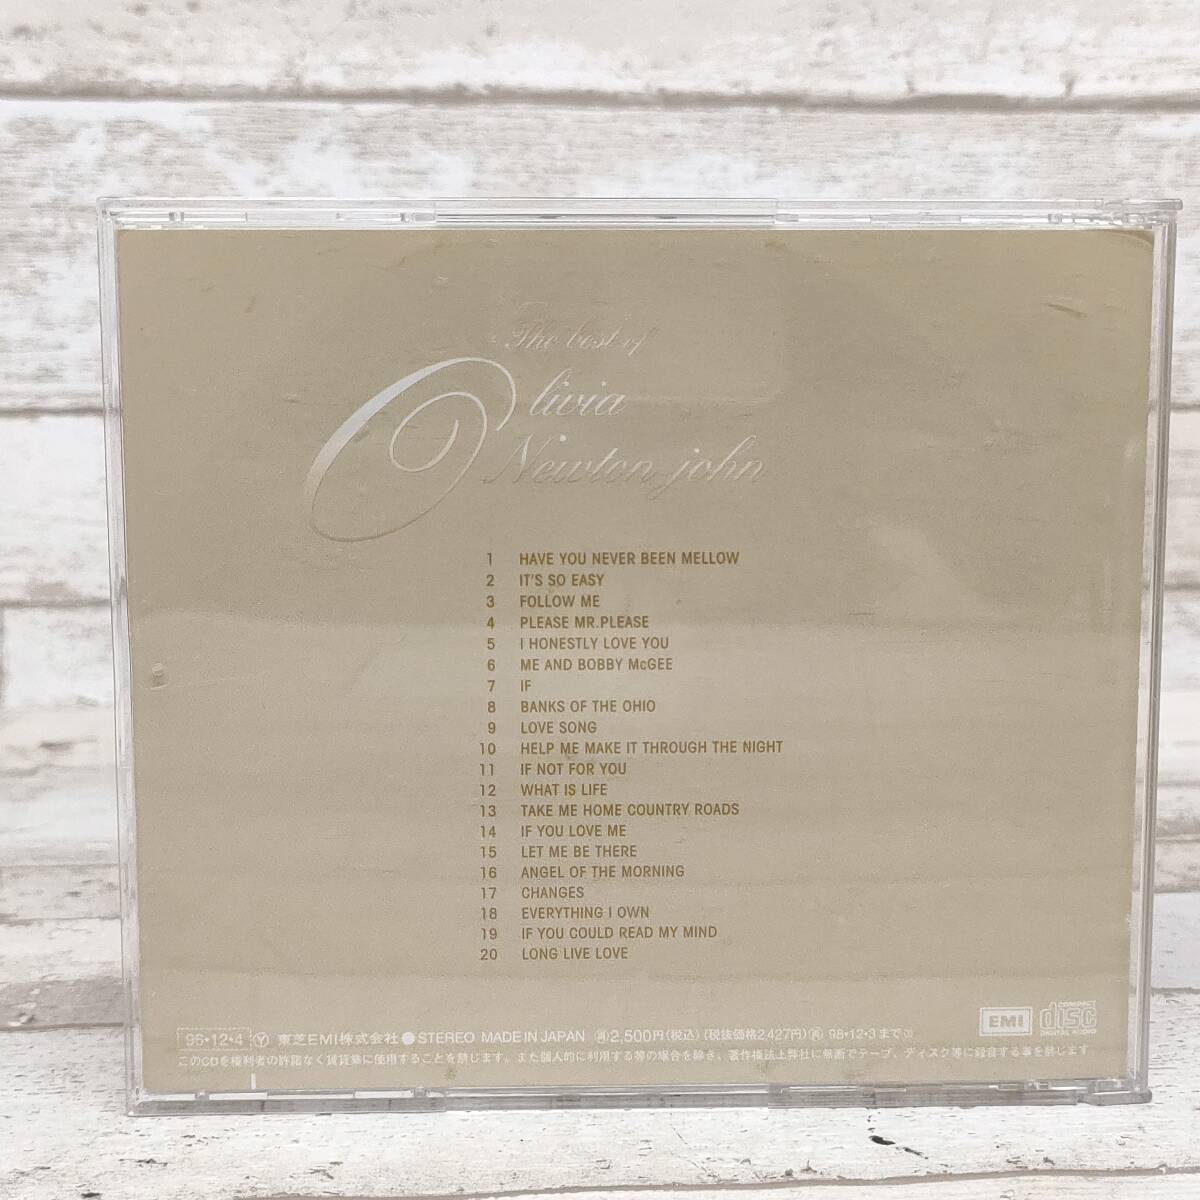 The best of
Olivia
Newton-john
1 HAVE YOU NEVER BEEN MELLOW
2 IT'S SO EASY
3 FOLLOW ME
4 PLEASE MR.PLEASE
5 I HONESTLY LOVE YOU
6 ME AND BOBBY McGEE
7 IF
8 BANKS OF THE OHIO
9 LOVE SONG
10 HELP ME MAKE IT THROUGH THE NIGHT
11 IF NOT FOR YOU
12 WHAT IS LIFE
13 TAKE ME HOME COUNTRY ROADS
14 IF YOU LOVE ME
15 LET ME BE THERE
16 ANGEL OF THE MORNING
17 CHANGES
18 EVERYTHING I OWN
19 IF YOU COULD READ MY MIND
20 LONG LIVE LOVE
EMI COMPACT disc DIGITAL AUDIO
96・12・4 Ⓨ 東芝EMI株式会社●STEREO MADE IN JAPAN ㊢2,500円(税込)(税抜価格2,427円)㊢ 98・12・3まで
このCDを権利者の許諾なく賃貸業に使用することを禁じます。また個人的に利用する等の場合を除き、著作権法上弊社に無断でテープ、ディスク等に録音する事を禁じます